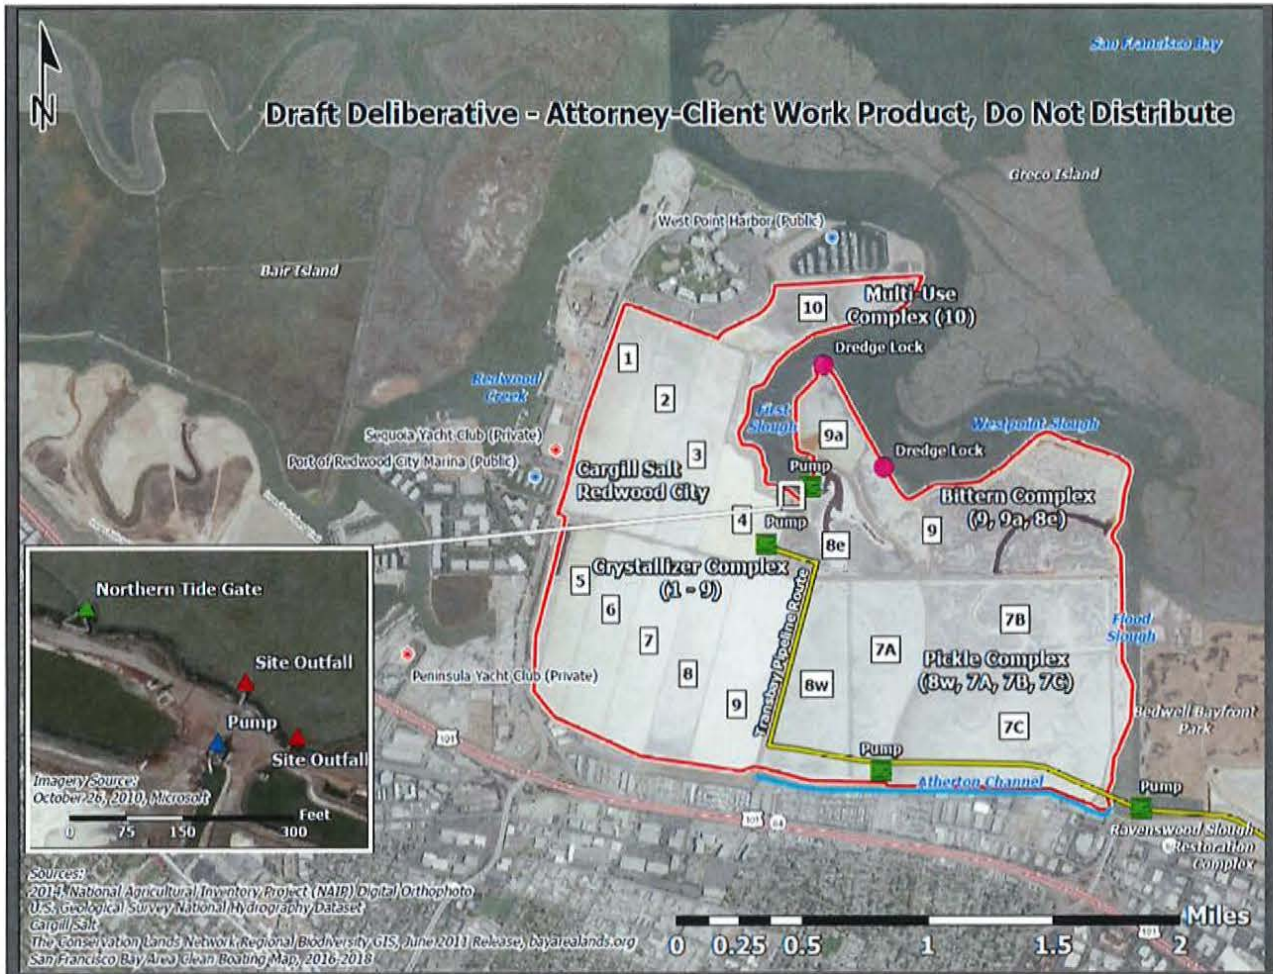 San Francisco Bay
N
Draft Deliberative - Attorney-Client Work Product, Do Not Distribute
Greco Island
West Point Harbor (Public)
Bair Island
10
Multi-Use
Complex (10)
Dredge Lock
1
Redwood
Creek
2
First
Slough
9a
Westpoint Slough
Sequoia Yacht Club (Private)
3
Dredge Lock
Port of Redwood City Marina (Public)
Cargill Salt
Redwood City
Pump
Bittern Complex
(9, 9a, 8e)
4
Pump
8e
9
5
Crystallizer Complex
(1 - 9)
6
7
8
9
Transbay Pipeline Route
8w
7A
7B
Flood
Slough
Pickle Complex
(8w, 7A, 7B, 7C)
7C
Peninsula Yacht Club (Private)
Bedwell Bayfront
Park
101
Pump
Atherton Channel
Pump
101
84
Ravenswood Slough
Restoration
Complex
Northern Tide Gate
Site Outfall
Pump
Site Outfall
Imagery Source:
October 26, 2010, Microsoft
Feet
0 75 150 300
Sources:
2014, National Agricultural Inventory Project (NAIP) Digital Orthophoto
U.S. Geological Survey National Hydrography Dataset
Cargill Salt
The Conservation Lands Network Regional Biodiversity GIS, June 2011 Release, bayarealands.org
San Francisco Bay Area Clean Boating Map, 2016-2018
Miles
0 0.25 0.5 1 1.5 2
101